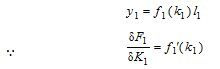 y₁ = f₁(k₁)l₁
∵ δF₁/δK₁ = f₁'(k₁)